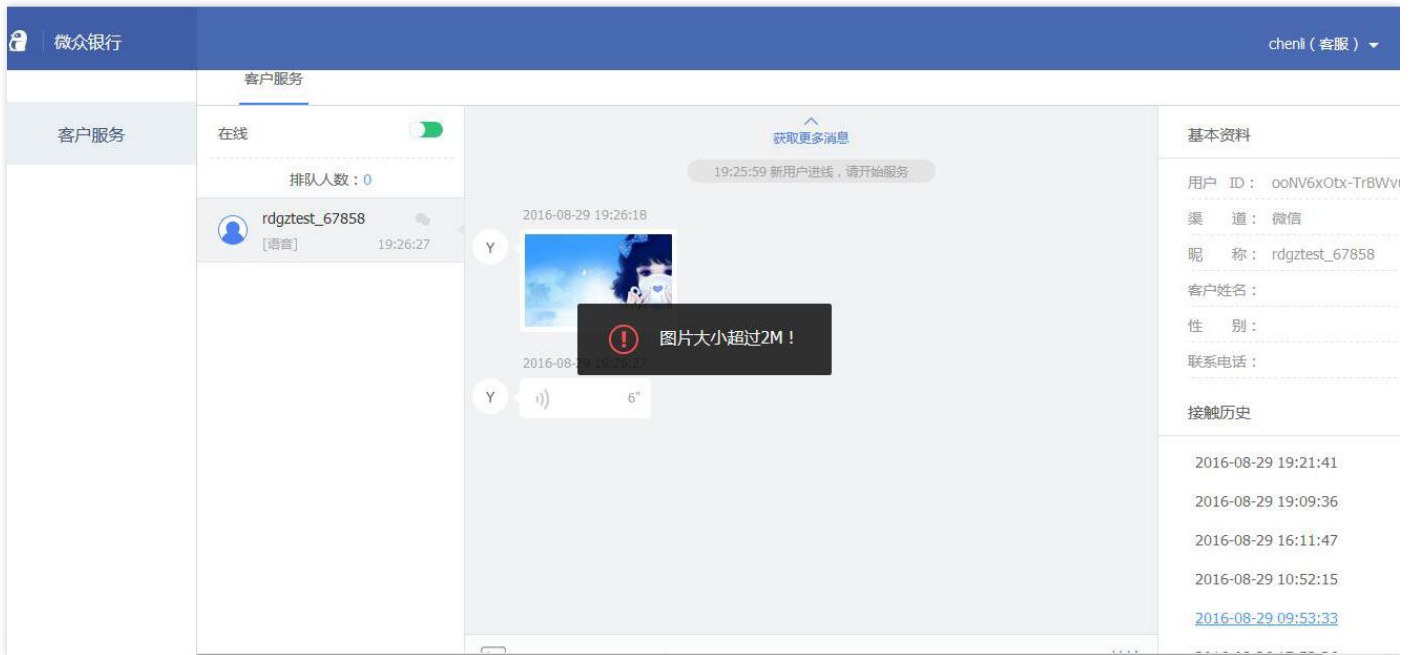 微众银行
chenli（客服）
客户服务
客户服务
在线
排队人数：0
rdgztest_67858
[语音] 19:26:27
获取更多消息
19:25:59 新用户进线，请开始服务
2016-08-29 19:26:18
Y
图片大小超过2M！
2016-08-29 19:26:27
Y
6"
基本资料
用户 ID： ooNV6xOtx-TrBWv
渠 道： 微信
昵 称： rdgztest_67858
客户姓名：
性 别：
联系电话：
接触历史
2016-08-29 19:21:41
2016-08-29 19:09:36
2016-08-29 16:11:47
2016-08-29 10:52:15
2016-08-29 09:53:33